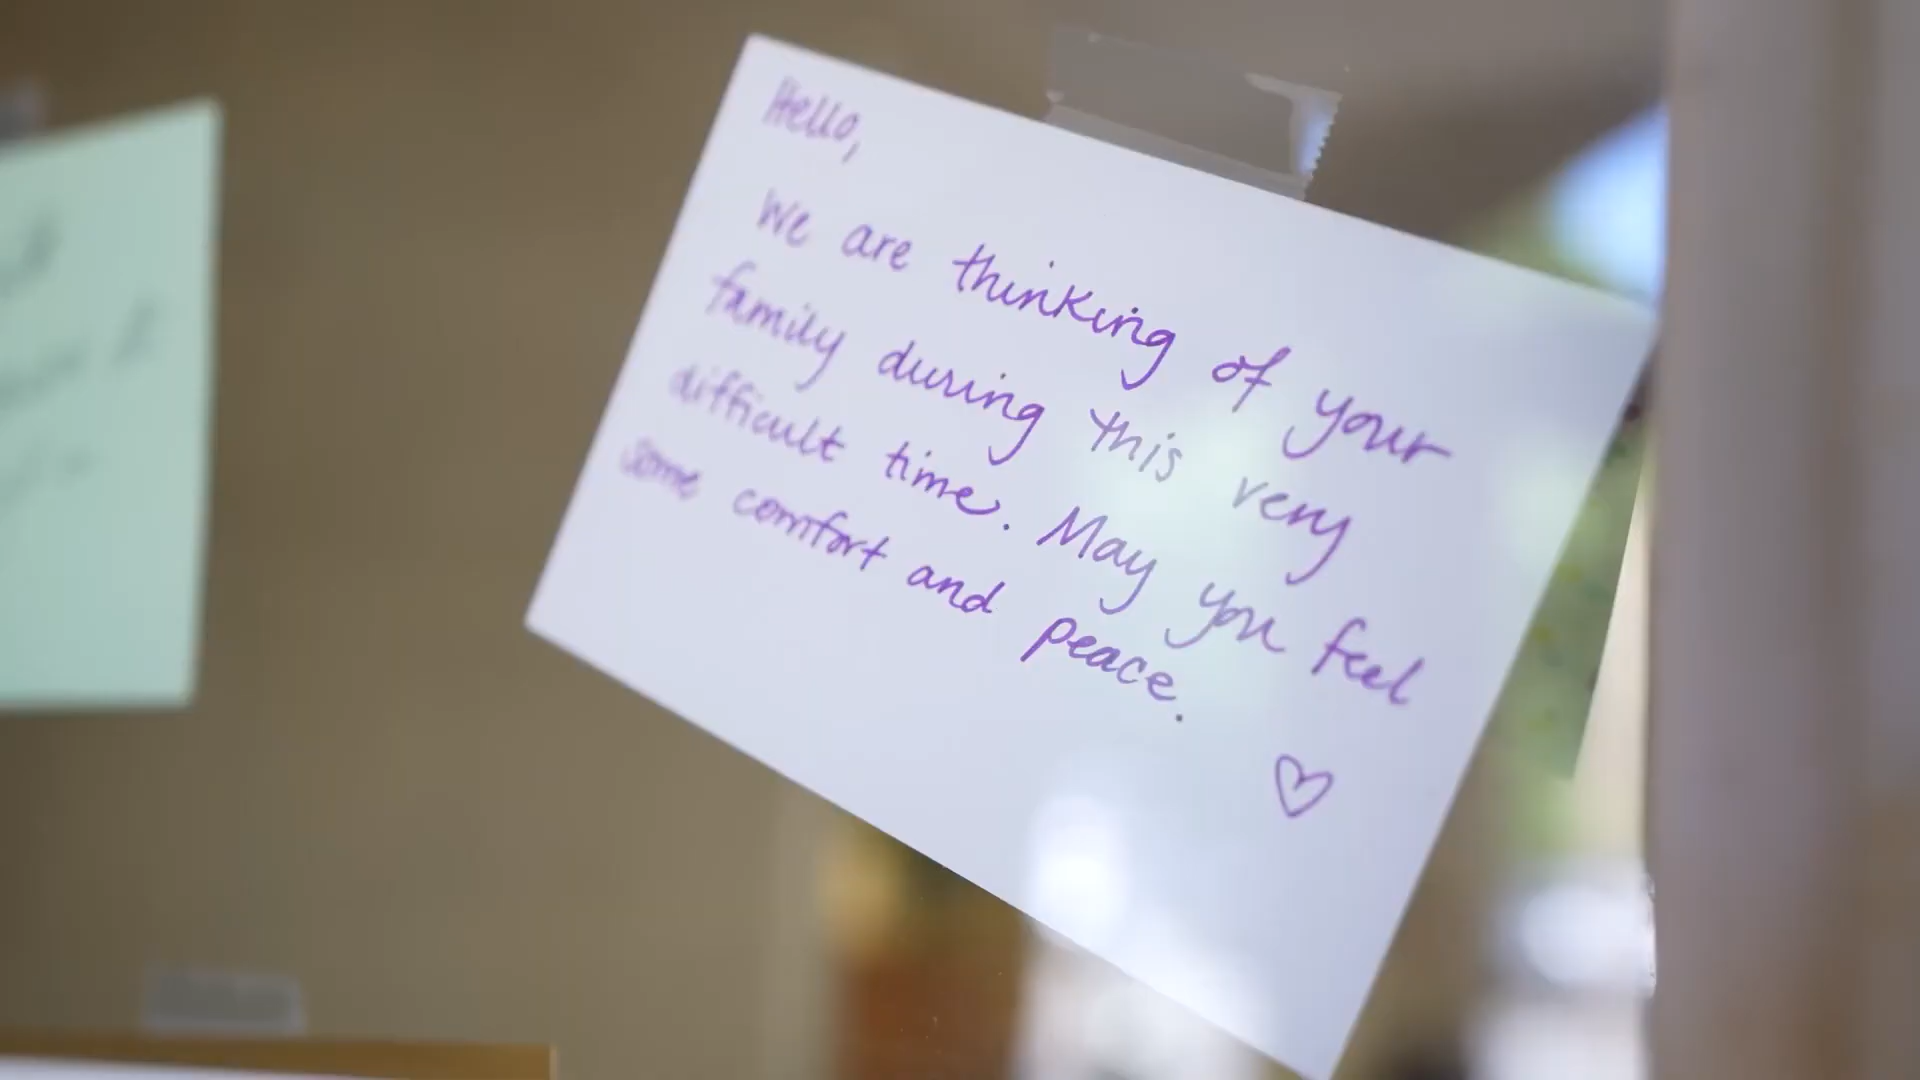 Hello,
We are thinking of your
family during this very
difficult time. May you feel
some comfort and peace.